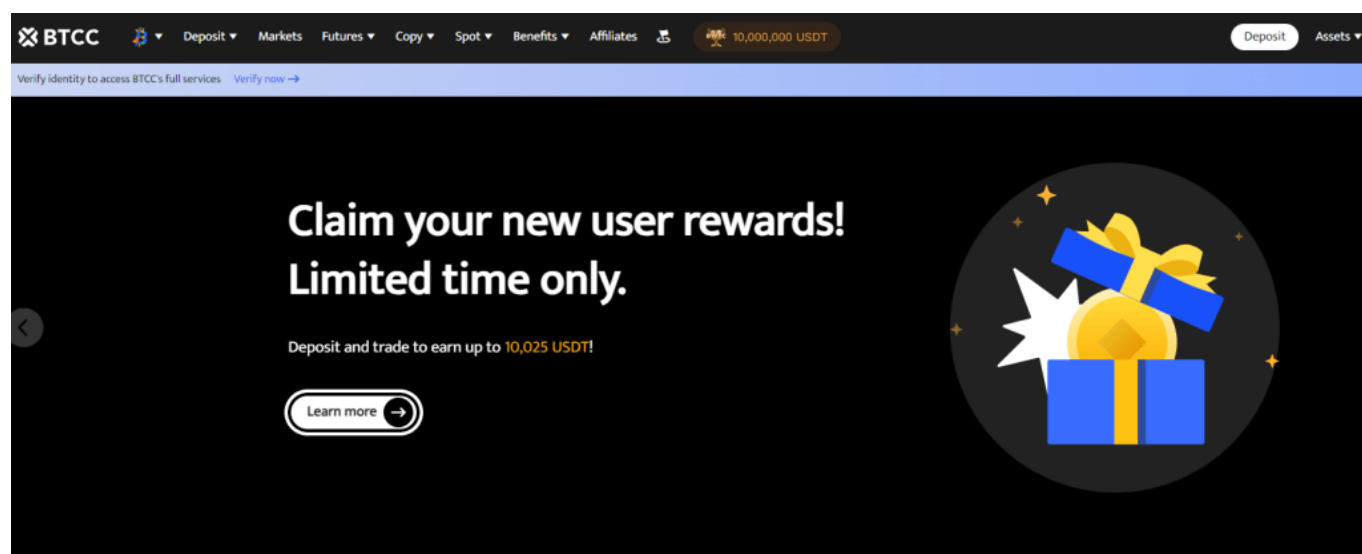 BTCC Deposit Markets Futures Copy Spot Benefits Affiliates 10,000,000 USDT Deposit Assets
Verify identity to access BTCC's full services Verify now →
Claim your new user rewards!
Limited time only.
Deposit and trade to earn up to 10,025 USDT!
Learn more →